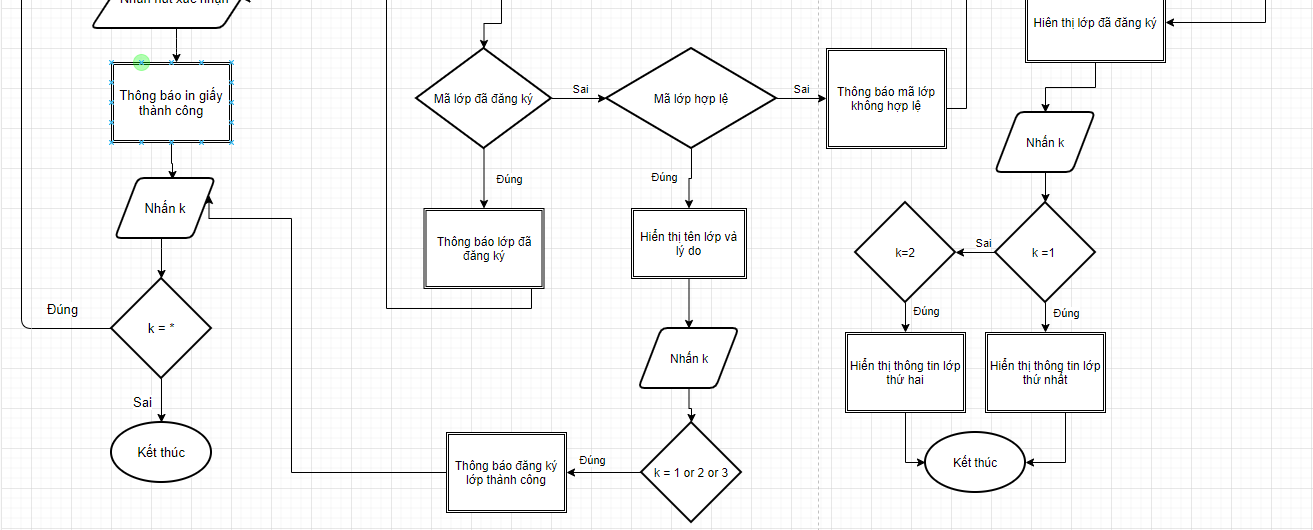 Nhấn nút xác nhận
Thông báo in giấy
thành công
Nhấn k
Đúng
k = *
Sai
Kết thúc
Mã lớp đã đăng ký
Sai
Mã lớp hợp lệ
Sai
Thông báo mã lớp
không hợp lệ
Đúng
Đúng
Thông báo lớp đã
đăng ký
Hiển thị tên lớp và
lý do
Nhấn k
k = 1 or 2 or 3
Đúng
Thông báo đăng ký
lớp thành công
Hiển thị lớp đã đăng ký
Nhấn k
k =1
Sai
k=2
Đúng
Đúng
Hiển thị thông tin lớp
thứ hai
Hiển thị thông tin lớp
thứ nhất
Kết thúc